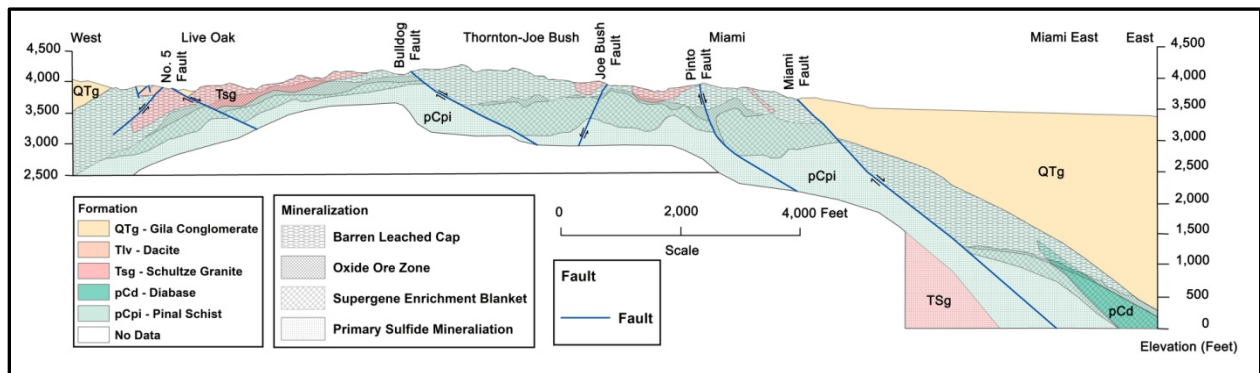 West
Live Oak
No. 5
Fault
Bulldog
Fault
Thornton-Joe Bush
Joe Bush
Fault
Pinto
Fault
Miami
Miami
Fault
Miami East
East
4,500
4,000
3,500
3,000
2,500
QTg
Tsg
pCpi
pCpi
QTg
TSg
pCd
4,500
4,000
3,500
3,000
2,500
2,000
1,500
1,000
500
0
Elevation (Feet)
Formation
QTg - Gila Conglomerate
Tlv - Dacite
Tsg - Schultze Granite
pCd - Diabase
pCpi - Pinal Schist
No Data
Mineralization
Barren Leached Cap
Oxide Ore Zone
Supergene Enrichment Blanket
Primary Sulfide Mineraliation
0
2,000
4,000 Feet
Scale
Fault
Fault